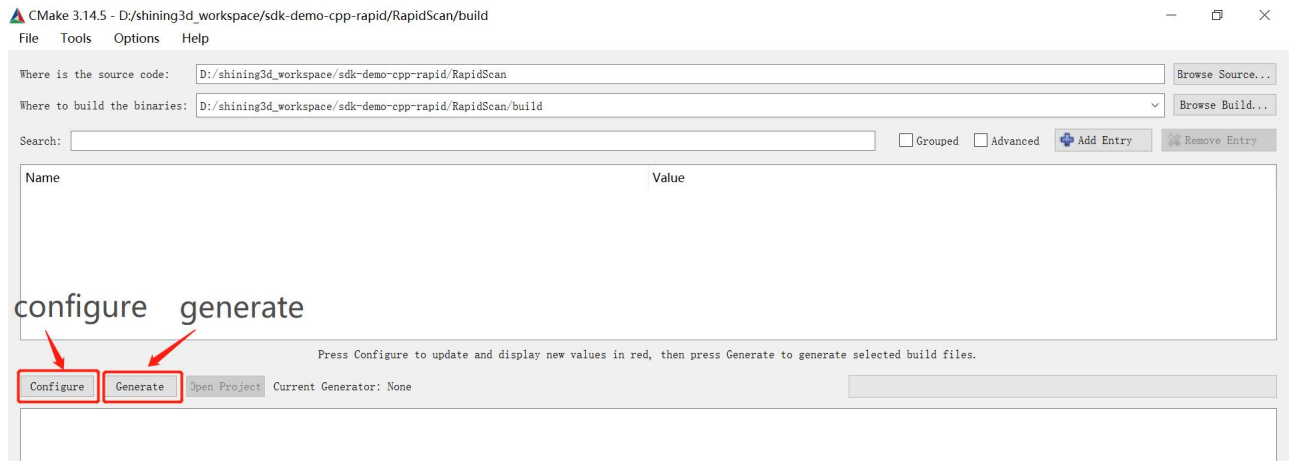 CMake 3.14.5 - D:/shining3d_workspace/sdk-demo-cpp-rapid/RapidScan/build
File Tools Options Help
Where is the source code: D:/shining3d_workspace/sdk-demo-cpp-rapid/RapidScan Browse Source...
Where to build the binaries: D:/shining3d_workspace/sdk-demo-cpp-rapid/RapidScan/build Browse Build...
Search: Grouped Advanced Add Entry Remove Entry
Name Value
configure generate
Press Configure to update and display new values in red, then press Generate to generate selected build files.
Configure Generate Open Project Current Generator: None